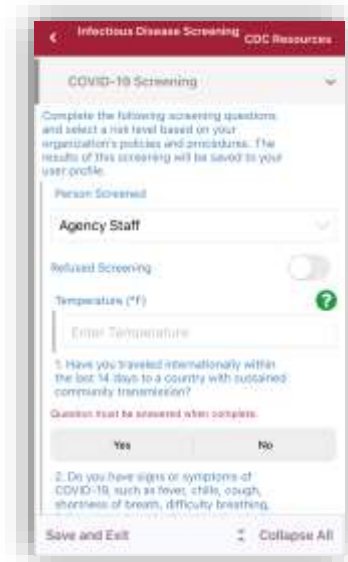 Infectious Disease Screening
CDC Resources
COVID-19 Screening
Complete the following screening questions
and select a risk level based on your
organization's policies and procedures. The
results of this screening will be saved to your
user profile.
Person Screened
Agency Staff
Refused Screening
Temperature (°F)
?
Enter Temperature
1. Have you traveled internationally within
the last 14 days to a country with sustained
community transmission?
Question must be answered when complete.
Yes No
2. Do you have signs or symptoms of
COVID-19, such as fever, chills, cough,
shortness of breath, difficulty breathing,
Save and Exit
Collapse All